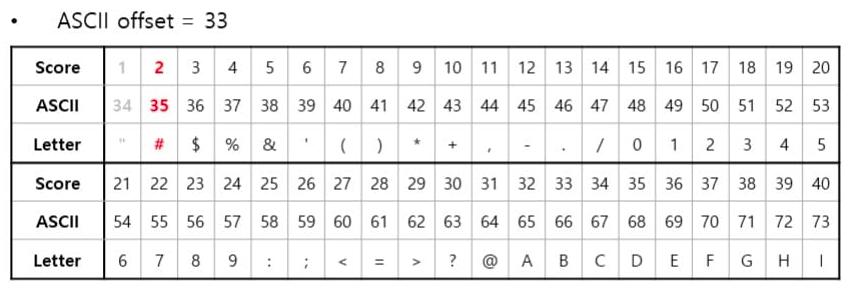 • ASCII offset = 33
Score 1 2 3 4 5 6 7 8 9 10 11 12 13 14 15 16 17 18 19 20
ASCII 34 35 36 37 38 39 40 41 42 43 44 45 46 47 48 49 50 51 52 53
Letter " # $ % & ' ( ) * + , - . / 0 1 2 3 4 5
Score 21 22 23 24 25 26 27 28 29 30 31 32 33 34 35 36 37 38 39 40
ASCII 54 55 56 57 58 59 60 61 62 63 64 65 66 67 68 69 70 71 72 73
Letter 6 7 8 9 : ; < = > ? @ A B C D E F G H I